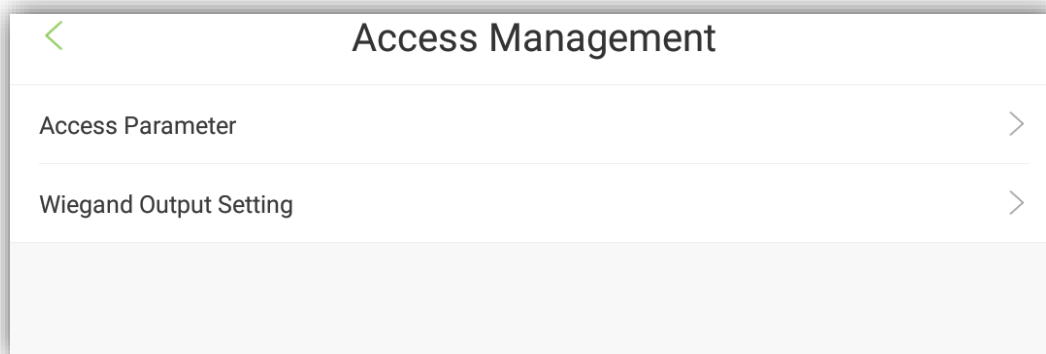 Access Management
Access Parameter
Wiegand Output Setting